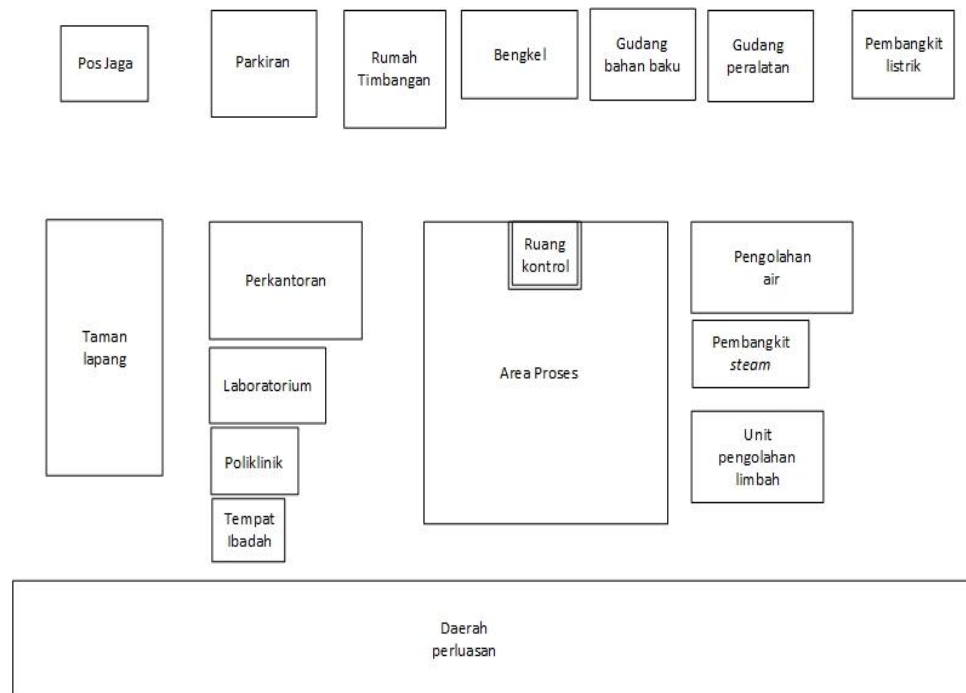 Pos Jaga
Parkiran
Rumah
Timbangan
Bengkel
Gudang
bahan baku
Gudang
peralatan
Pembangkit
listrik
Taman
lapang
Perkantoran
Laboratorium
Poliklinik
Tempat
Ibadah
Ruang
kontrol
Area Proses
Pengolahan
air
Pembangkit
steam
Unit
pengolahan
limbah
Daerah
perluasan